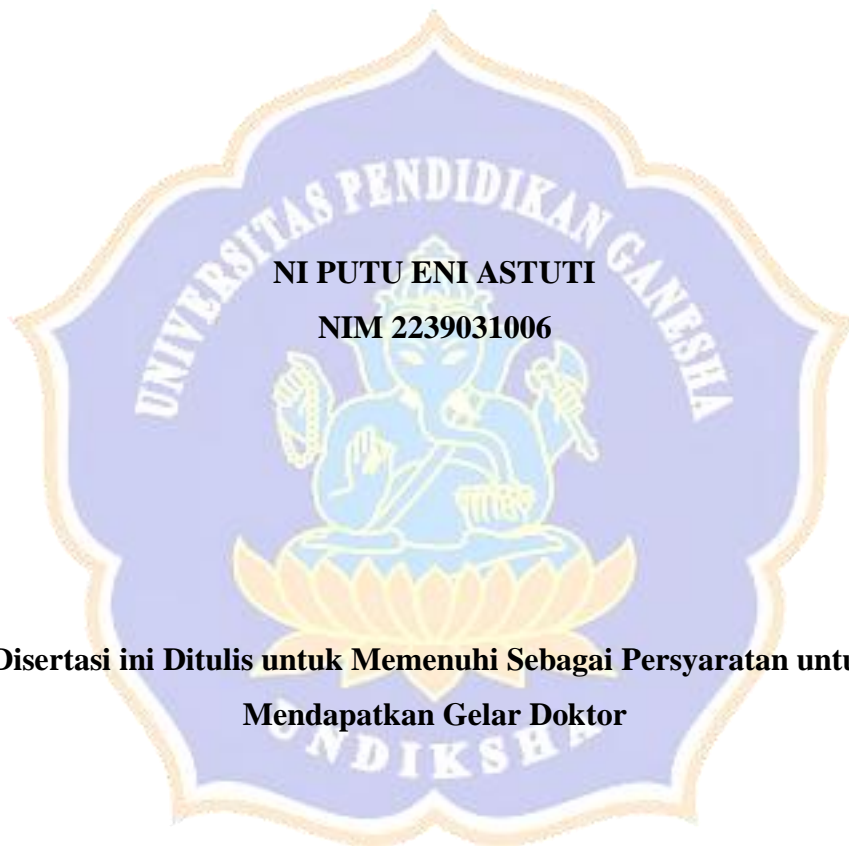 UNIVERSITAS PENDIDIKAN GANESHA
NI PUTU ENI ASTUTI
NIM 2239031006
Disertasi ini Ditulis untuk Memenuhi Sebagai Persyaratan untu
Mendapatkan Gelar Doktor
UNDIKSHA